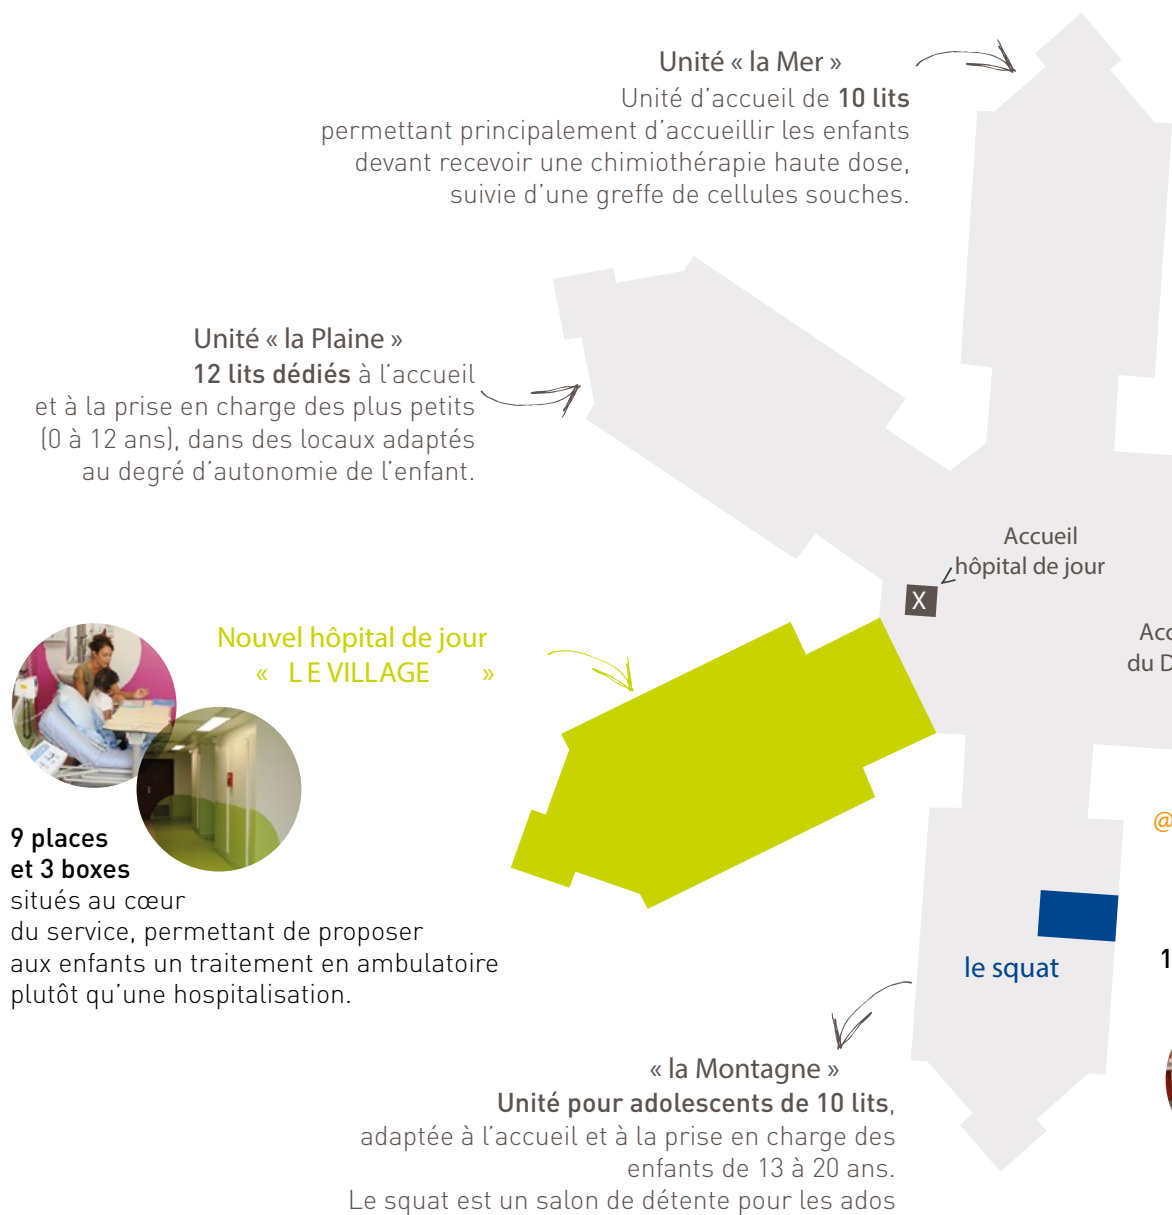 Unité « la Mer »
Unité d'accueil de 10 lits
permettant principalement d'accueillir les enfants
devant recevoir une chimiothérapie haute dose,
suivie d'une greffe de cellules souches.
Unité « la Plaine »
12 lits dédiés à l'accueil
et à la prise en charge des plus petits
(0 à 12 ans), dans des locaux adaptés
au degré d'autonomie de l'enfant.
Accueil
hôpital de jour
X
Nouvel hôpital de jour
« L E VILLAGE »
du D
@
9 places
et 3 boxes
situés au cœur
du service, permettant de proposer
aux enfants un traitement en ambulatoire
plutôt qu'une hospitalisation.
le squat
1
« la Montagne »
Unité pour adolescents de 10 lits,
adaptée à l'accueil et à la prise en charge des
enfants de 13 à 20 ans.
Le squat est un salon de détente pour les ados